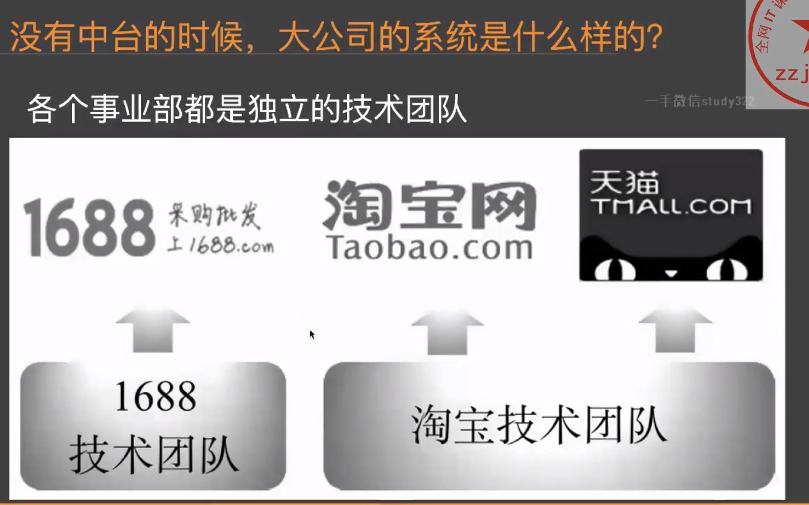 没有中台的时候，大公司的系统是什么样的？
全网IT课
zzj
各个事业部都是独立的技术团队
一手微信study322
1688 采购批发
上1688.com
淘宝网
Taobao.com
天猫
TMALL.COM
1688
技术团队
淘宝技术团队